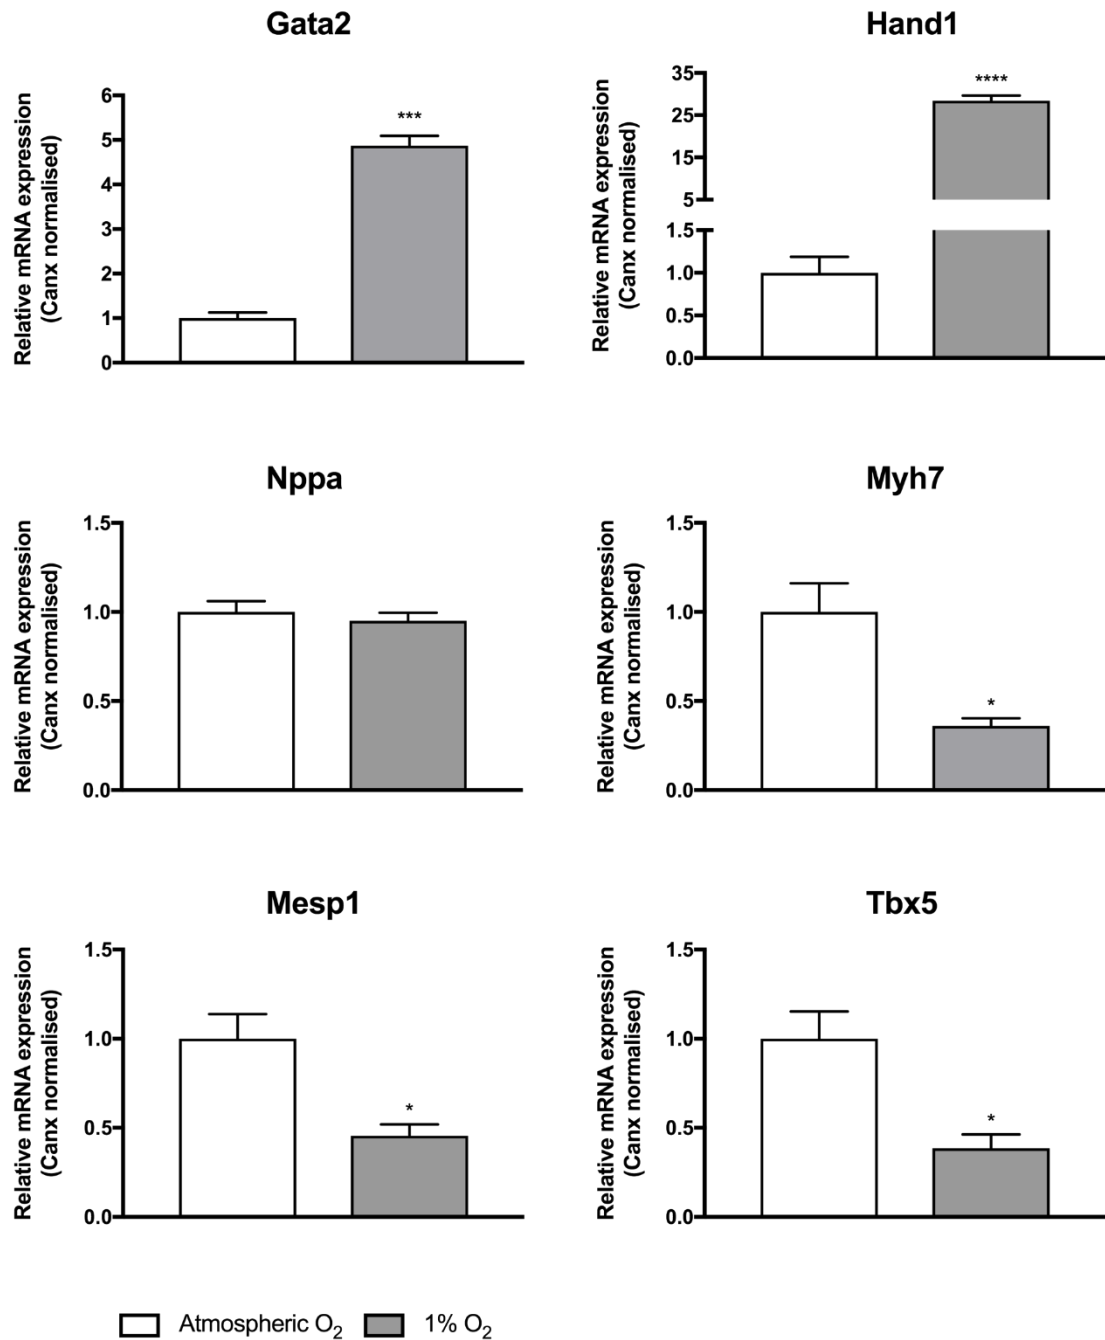 Gata2
Relative mRNA expression
(Canx normalised)
6
5
4
3
2
1
0
***
Hand1
Relative mRNA expression
(Canx normalised)
35
25
15
5
1.5
1.0
0.5
0.0
****
Nppa
Relative mRNA expression
(Canx normalised)
1.5
1.0
0.5
0.0
Myh7
Relative mRNA expression
(Canx normalised)
1.5
1.0
0.5
0.0
*
Mesp1
Relative mRNA expression
(Canx normalised)
1.5
1.0
0.5
0.0
*
Tbx5
Relative mRNA expression
(Canx normalised)
1.5
1.0
0.5
0.0
*
Atmospheric O₂ 1% O₂